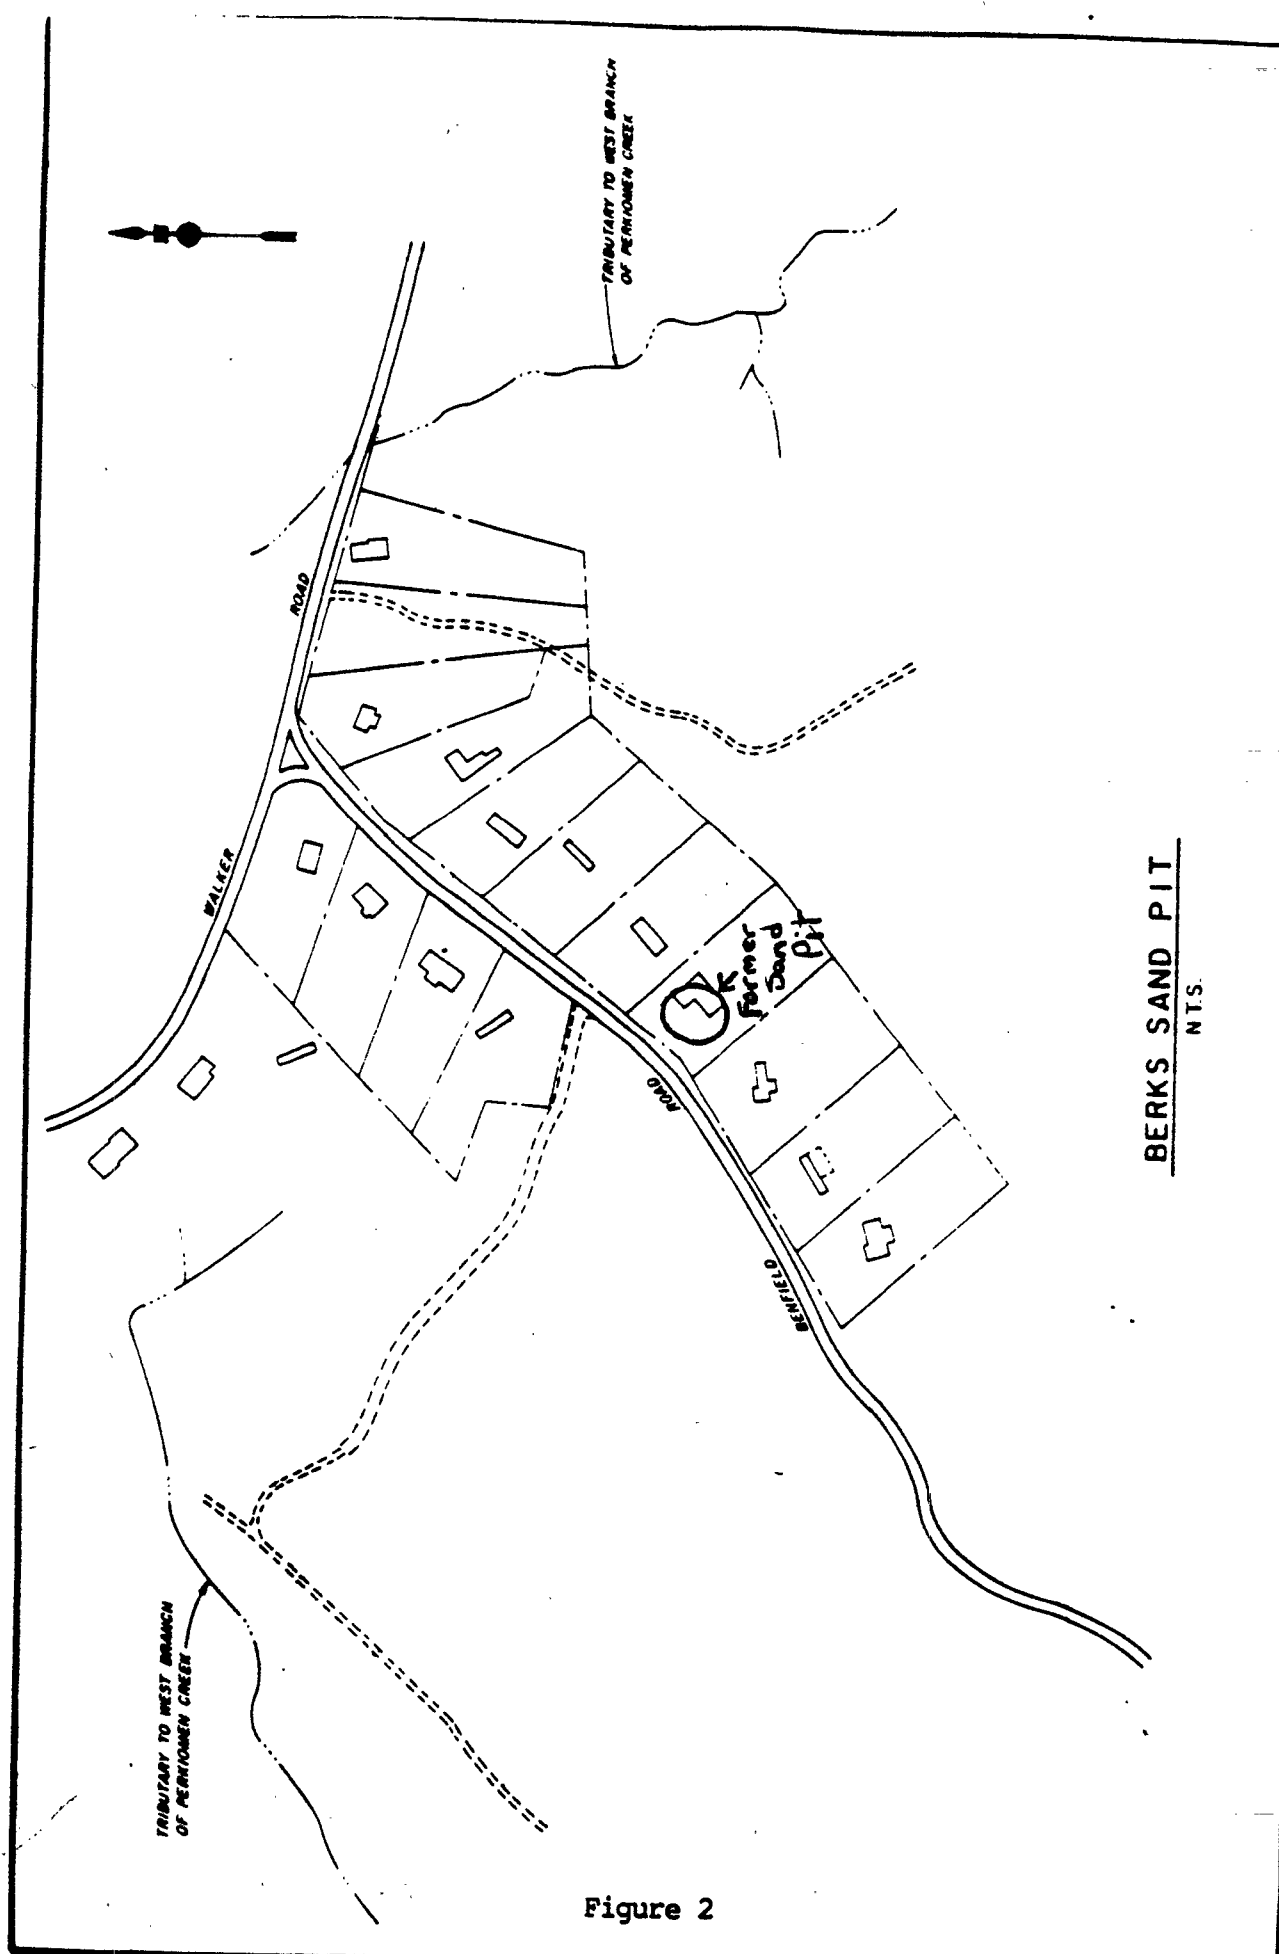 TRIBUTARY TO WEST BRANCH
OF PERKIOMEN CREEK
TRIBUTARY TO WEST BRANCH
OF PERKIOMEN CREEK
WALKER
ROAD
BENFIELD
ROAD
Former
Sand
Pit
BERKS SAND PIT
N.T.S.
Figure 2